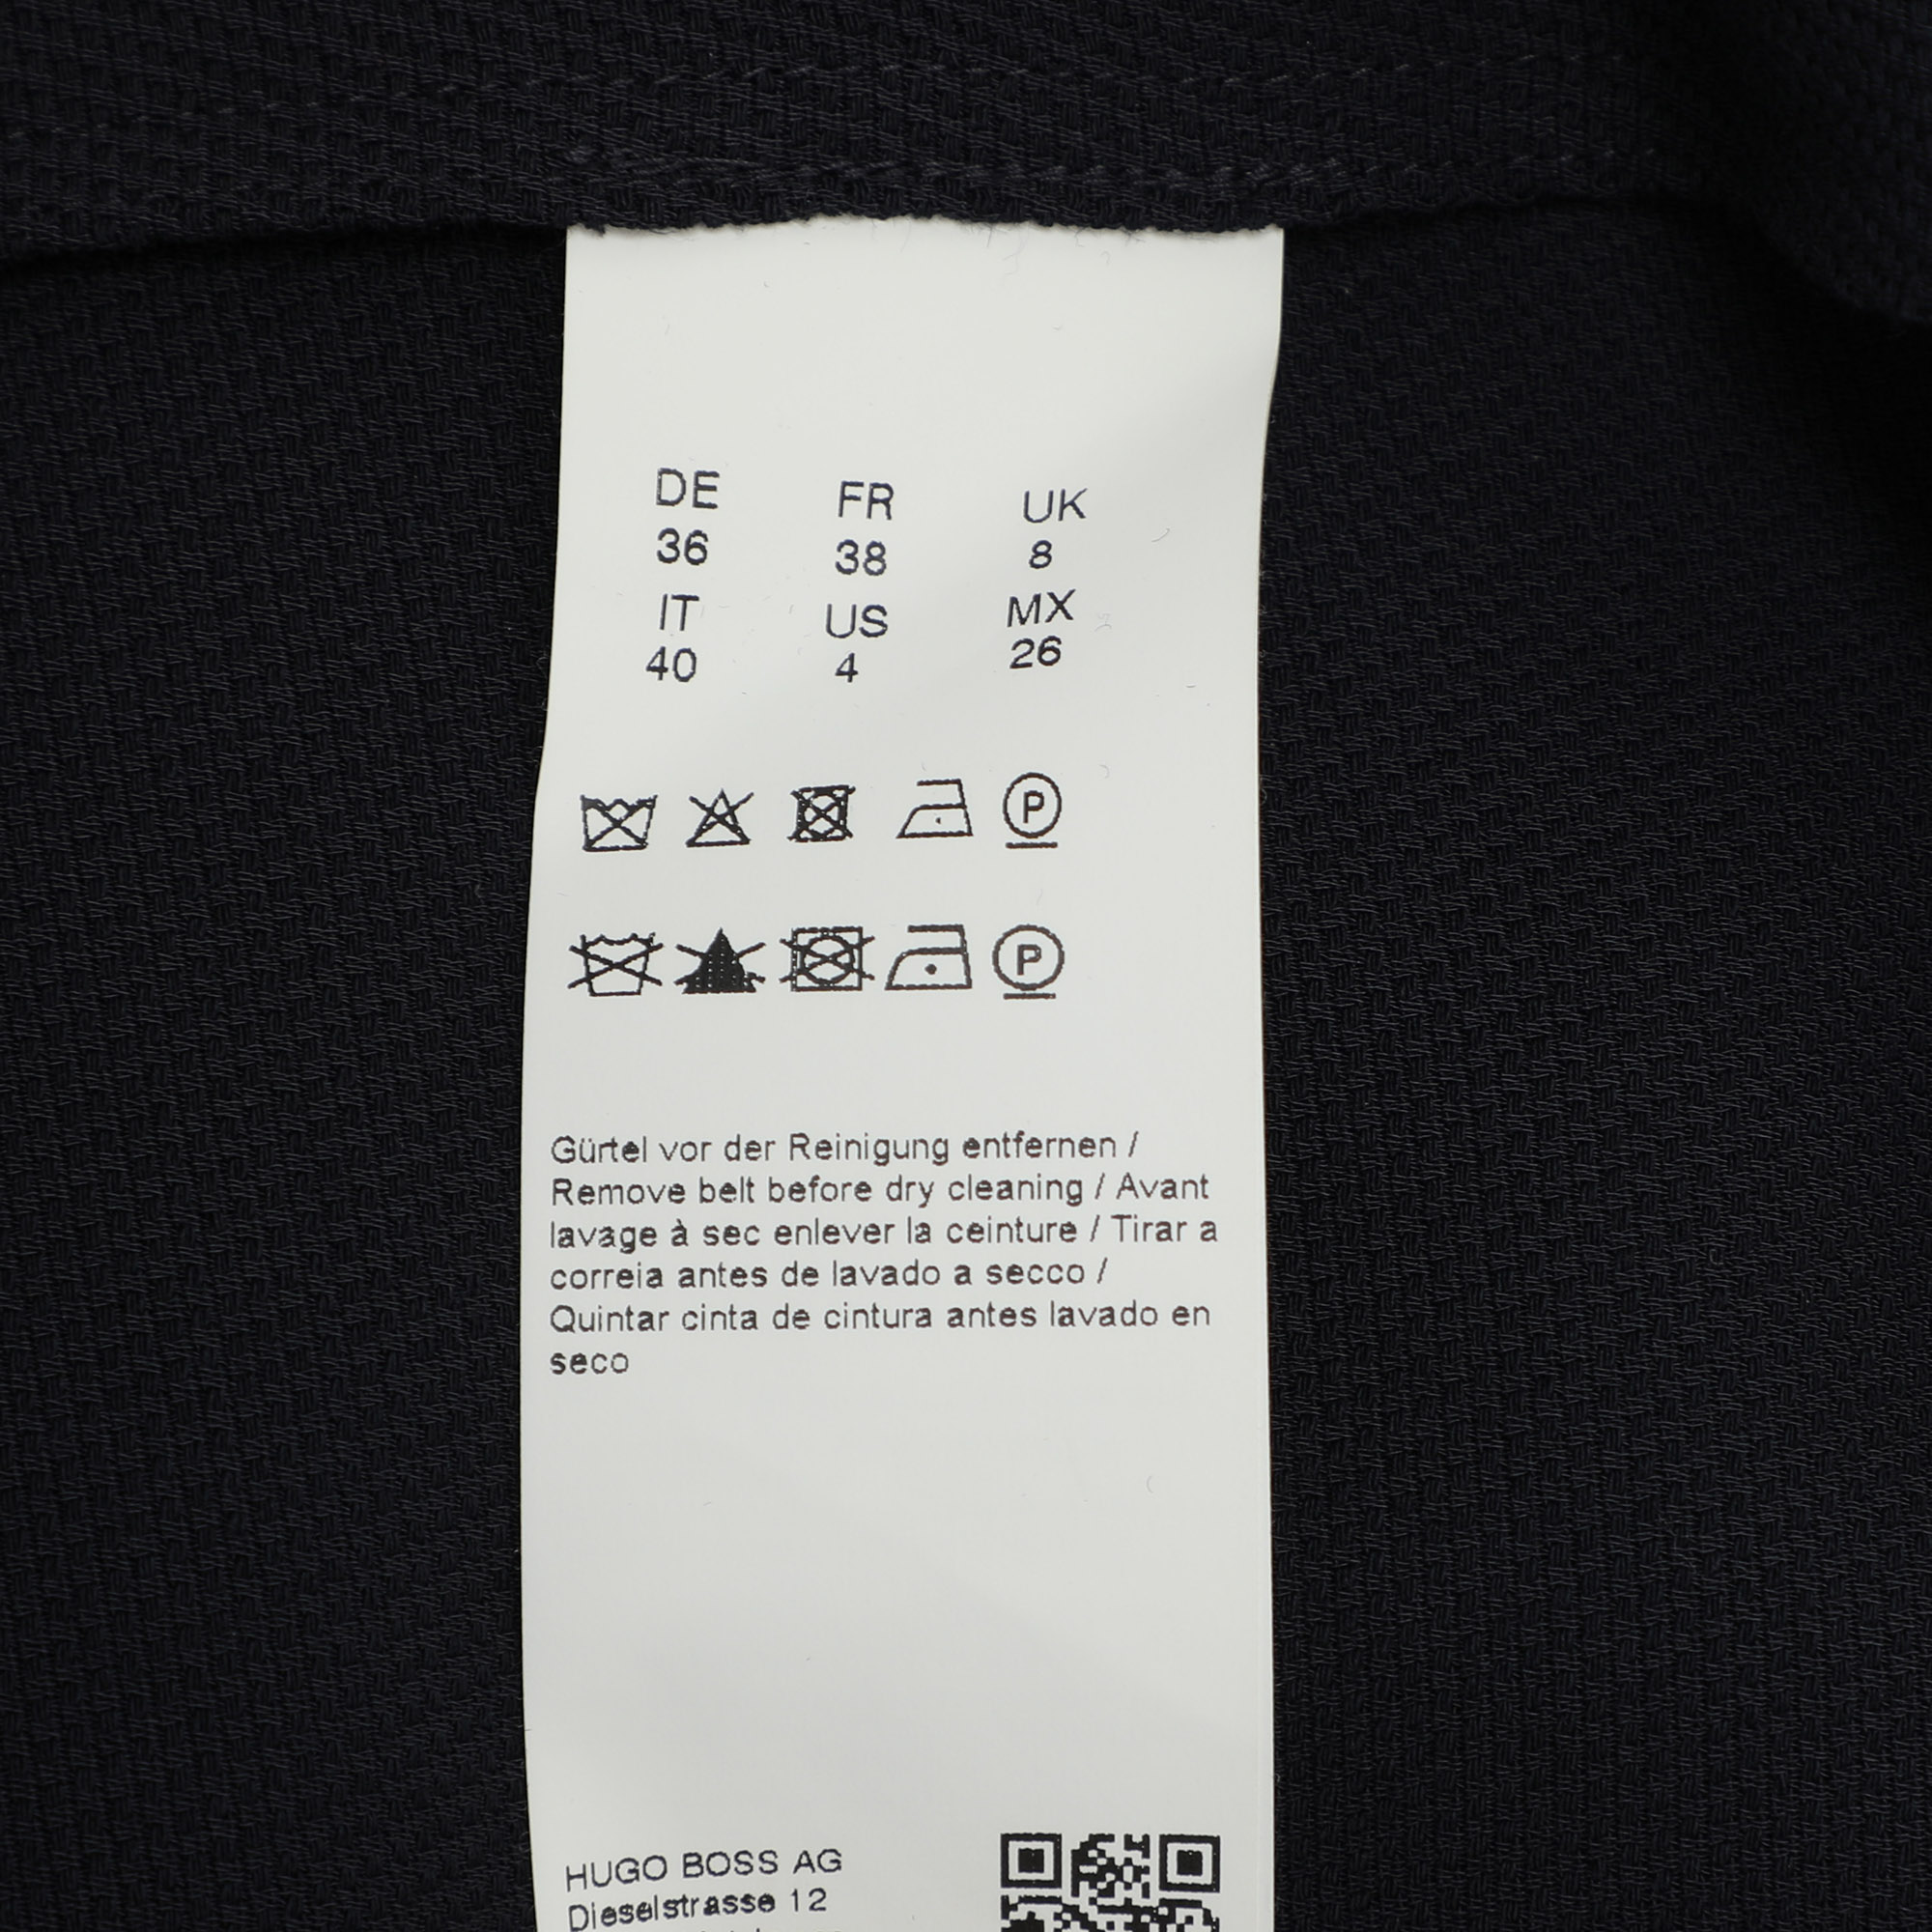 DE FR UK
36 38 8
IT US MX
40 4 26
P
P
Gürtel vor der Reinigung entfernen /
Remove belt before dry cleaning / Avant
lavage à sec enlever la ceinture / Tirar a
correia antes de lavado a secco /
Quintar cinta de cintura antes lavado en
seco
HUGO BOSS AG
Dieselstrasse 12